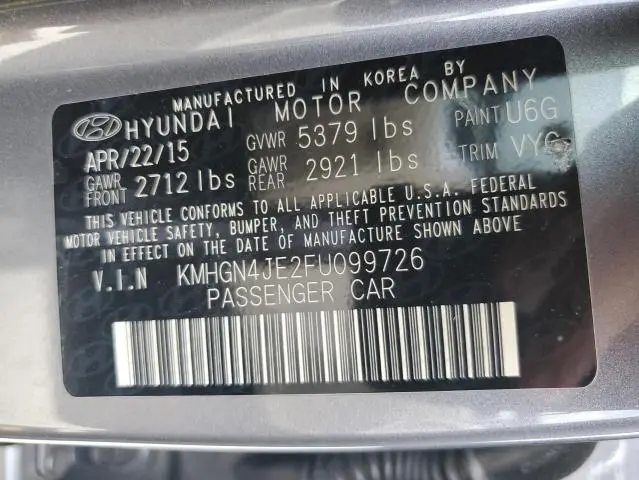 MANUFACTURED IN KOREA BY
HYUNDAI MOTOR COMPANY
APR/22/15 GVWR 5379 lbs PAINT U6G
GAWR FRONT 2712 lbs GAWR REAR 2921 lbs TRIM
THIS VEHICLE CONFORMS TO ALL APPLICABLE U.S.A. FEDERAL
MOTOR VEHICLE SAFETY, BUMPER, AND THEFT PREVENTION STANDARDS
IN EFFECT ON THE DATE OF MANUFACTURE SHOWN ABOVE
V.I.N KMHGN4JE2FU099726
PASSENGER CAR